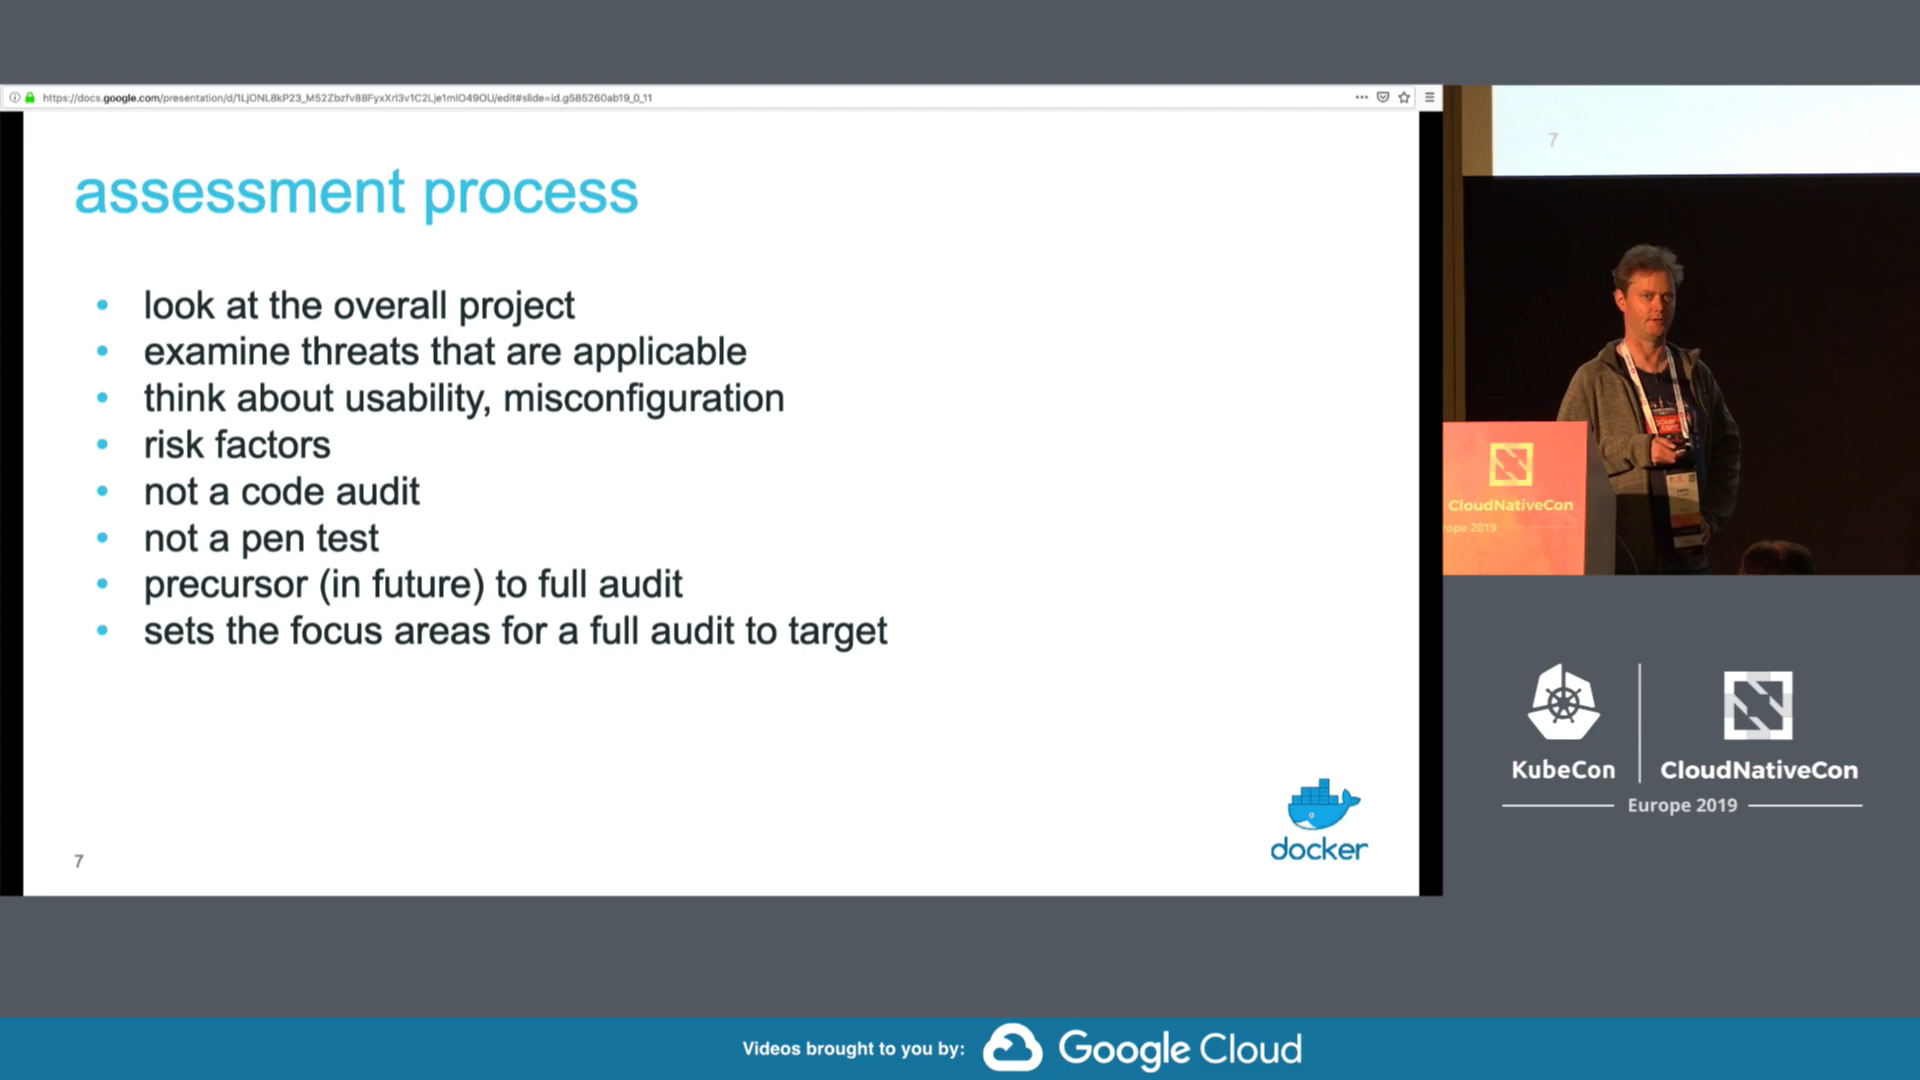 https://docs.google.com/presentation/d/1LjONL8kP23_M52Zbzfv88FyxXrl3v1C2Lje1mlO49OU/edit#slide=id.g585260ab19_0_11
assessment process
• look at the overall project
• examine threats that are applicable
• think about usability, misconfiguration
• risk factors
• not a code audit
• not a pen test
• precursor (in future) to full audit
• sets the focus areas for a full audit to target
docker
7
7
CloudNativeCon
rope 2019
KubeCon
CloudNativeCon
Europe 2019
Videos brought to you by:
Google Cloud